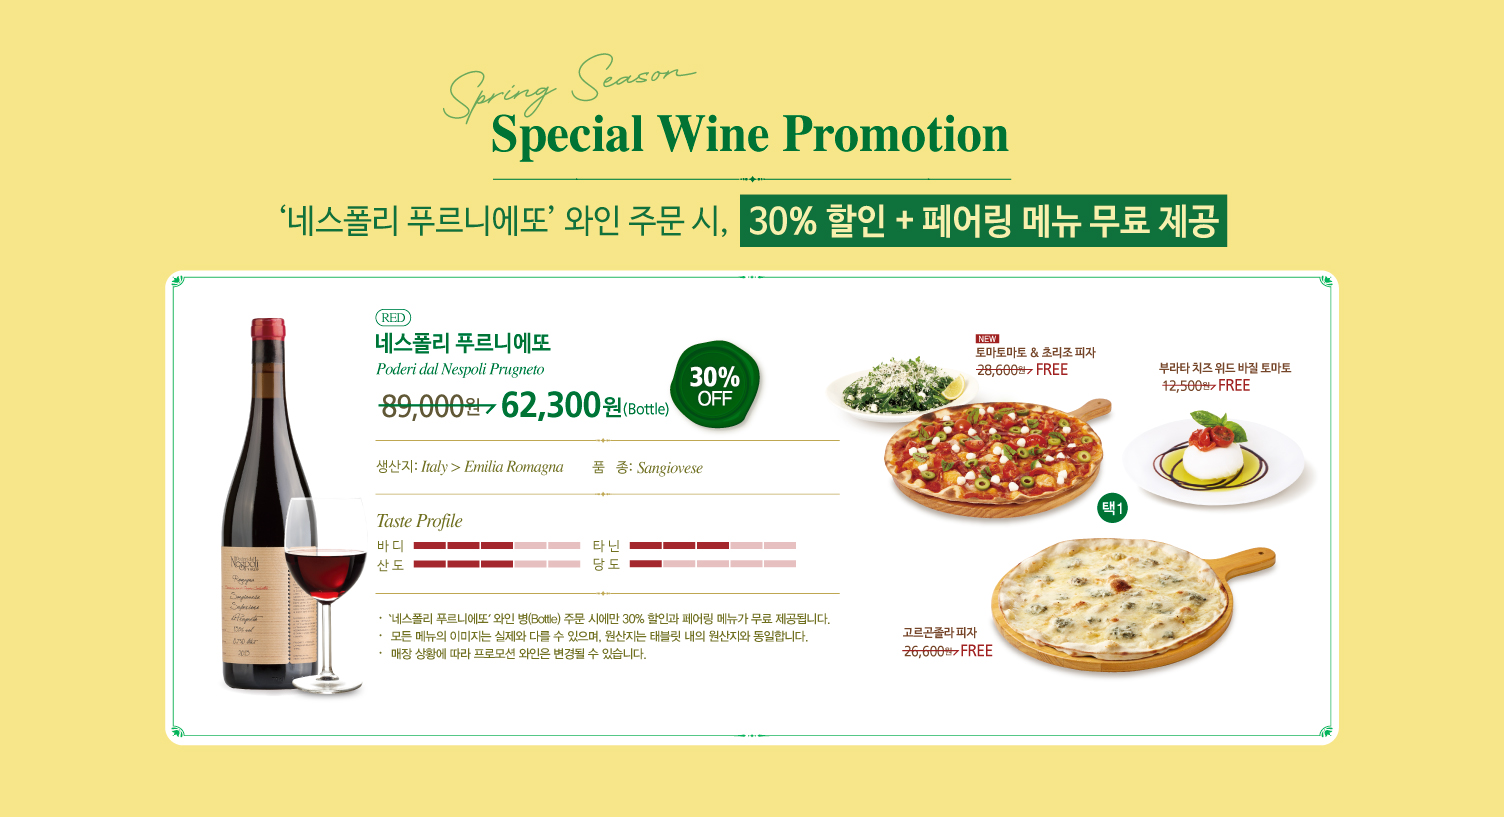 Spring Season
Special Wine Promotion
‘네스폴리 푸르니에또’ 와인 주문 시, 30% 할인 + 페어링 메뉴 무료 제공
RED
네스폴리 푸르니에또
Poderi dal Nespoli Prugneto
89,000원 62,300원(Bottle)
30%
OFF
생산지: Italy > Emilia Romagna 품 종: Sangiovese
Taste Profile
바디 타닌
산도 당도
· ‘네스폴리 푸르니에또’ 와인 병(Bottle) 주문 시에만 30% 할인과 페어링 메뉴가 무료 제공됩니다.
· 모든 메뉴의 이미지는 실제와 다를 수 있으며, 원산지는 태블릿 내의 원산지와 동일합니다.
· 매장 상황에 따라 프로모션 와인은 변경될 수 있습니다.
NEW
토마토마토 & 초리조 피자
28,600원 FREE
부라타 치즈 위드 바질 토마토
12,500원 FREE
택1
고르곤졸라 피자
26,600원 FREE
Nespoli